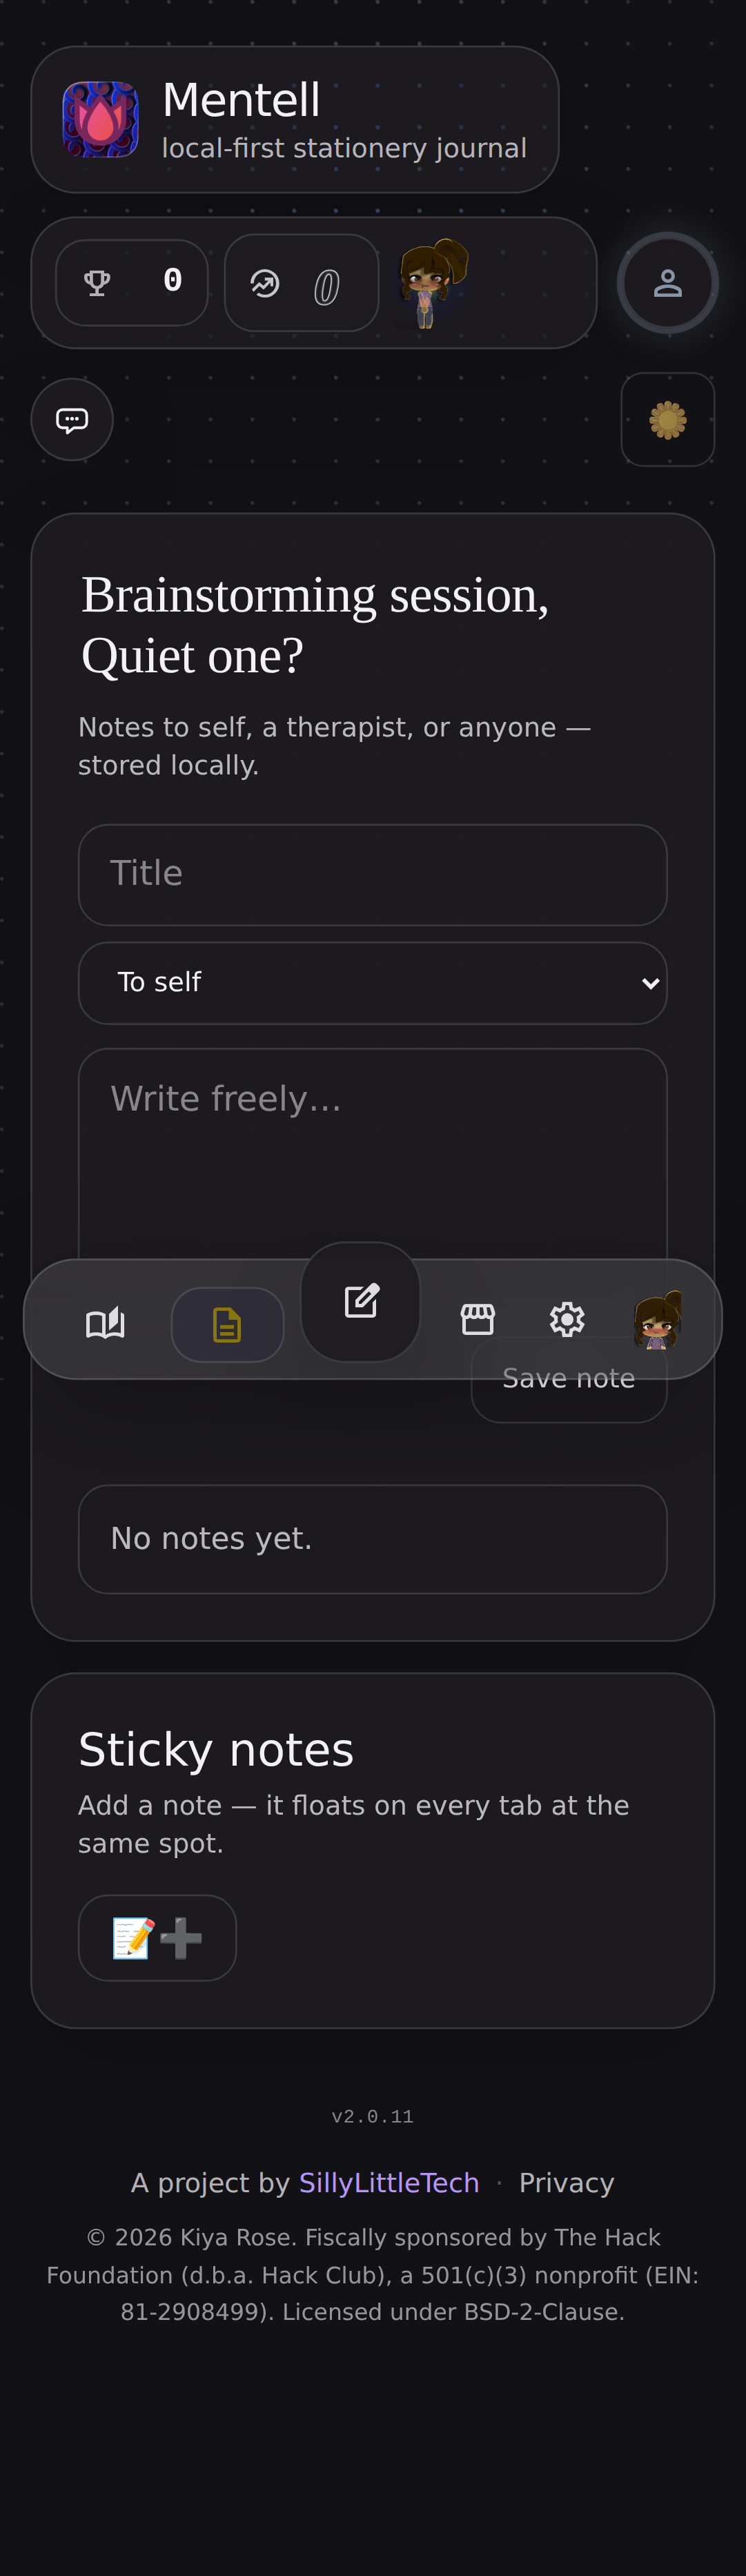 Mentell
local-first stationery journal
0
0
Brainstorming session,
Quiet one?
Notes to self, a therapist, or anyone —
stored locally.
Title
To self
Write freely...
Save note
No notes yet.
Sticky notes
Add a note — it floats on every tab at the
same spot.
v2.0.11
A project by SillyLittleTech · Privacy
© 2026 Kiya Rose. Fiscally sponsored by The Hack
Foundation (d.b.a. Hack Club), a 501(c)(3) nonprofit (EIN:
81-2908499). Licensed under BSD-2-Clause.